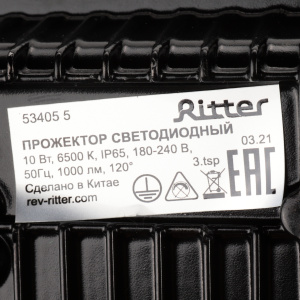 53405 5
Ritter
ПРОЖЕКТОР СВЕТОДИОДНЫЙ
10 Вт, 6500 К, IP65, 180-240 В,
03.21
50Гц, 1000 лм, 120°
3.tsp
Сделано в Китае
rev-ritter.com
EAC